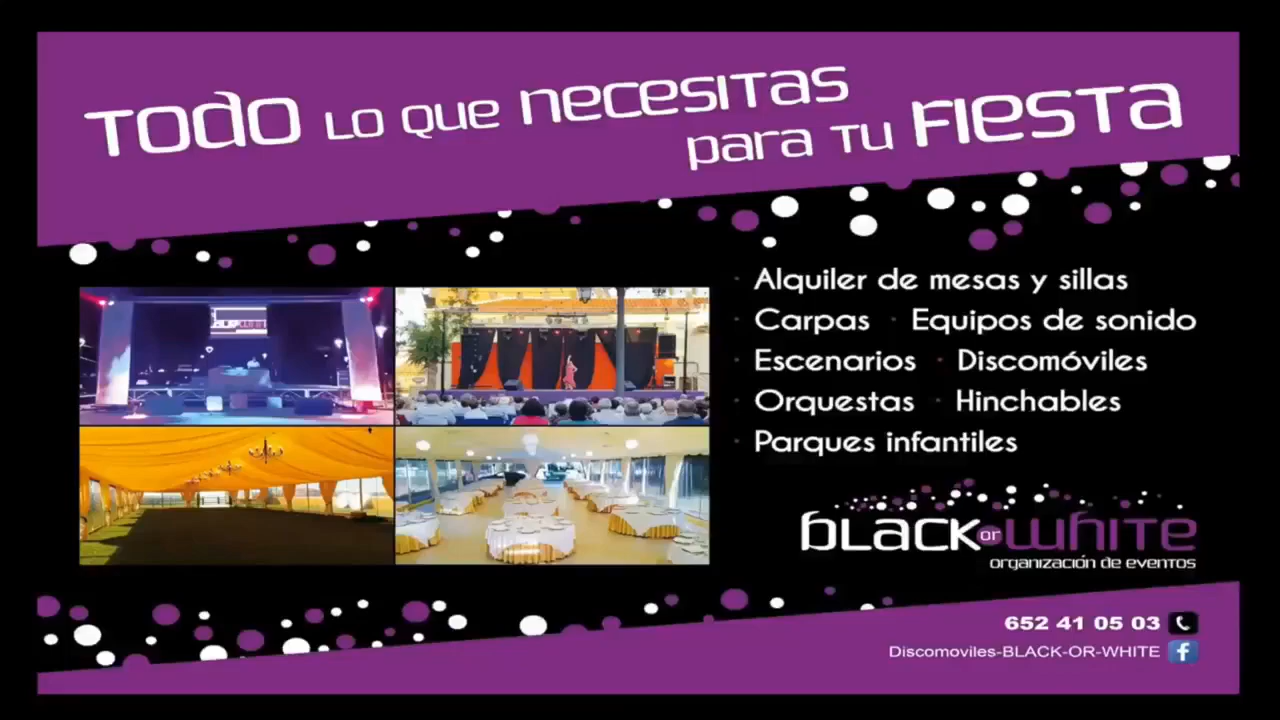 TODO LO QUE NECESITAS
PARA TU FIESTA
· Alquiler de mesas y sillas
· Carpas · Equipos de sonido
· Escenarios · Discomóviles
· Orquestas · Hinchables
· Parques infantiles
BLACK or WHITE
organización de eventos
652 41 05 03
Discomoviles-BLACK-OR-WHITE